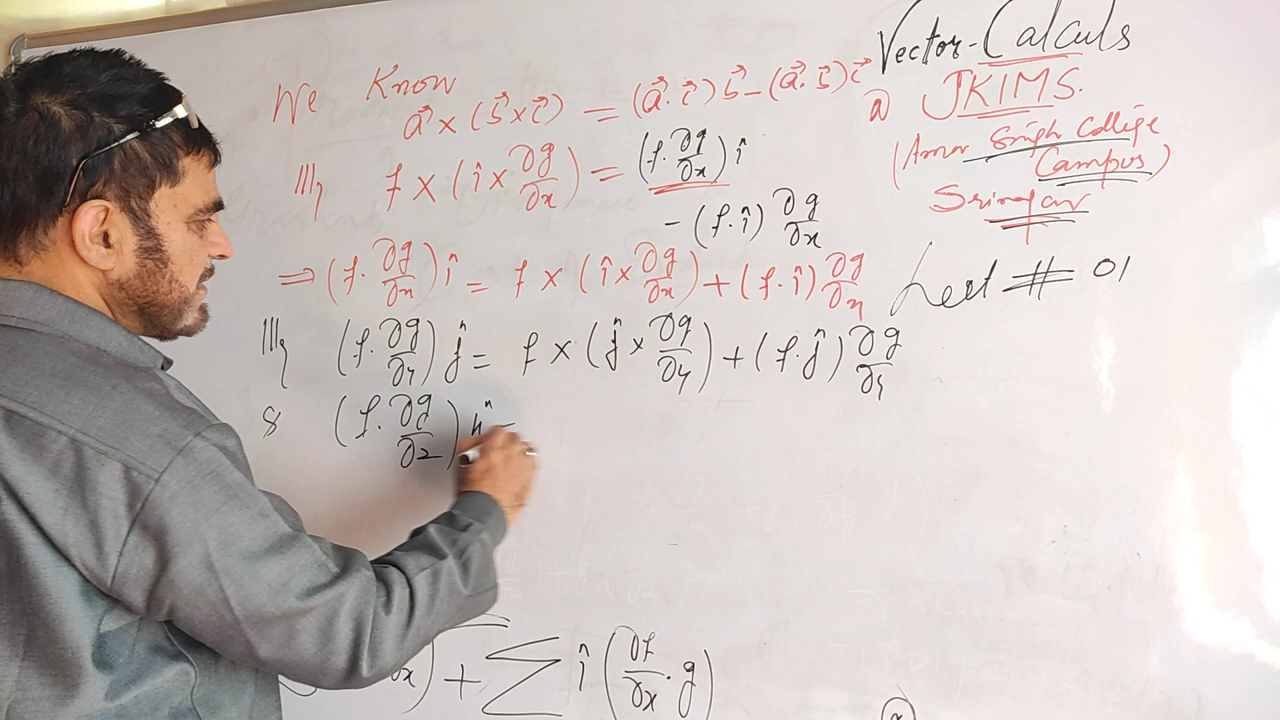 Vector-Calculs
@ JKIMS.
(Amar Singh College
Campus)
Srinagar
Lect # 01
We Know
a⃗ × (b⃗ × c⃗) = (a⃗. c⃗) b⃗ - (a⃗. b⃗) c⃗
|||ly f × (î × ∂g/∂x) = (f. ∂g/∂x) î
- (f. î) ∂g/∂x
⇒ (f. ∂g/∂x) î = f × (î × ∂g/∂x) + (f. î) ∂g/∂x
|||ly (f. ∂g/∂y) ĵ = f × (ĵ × ∂g/∂y) + (f. ĵ) ∂g/∂y
& (f. ∂g/∂z) k̂ =
∂x) + ∑ î (∂f/∂x . g)